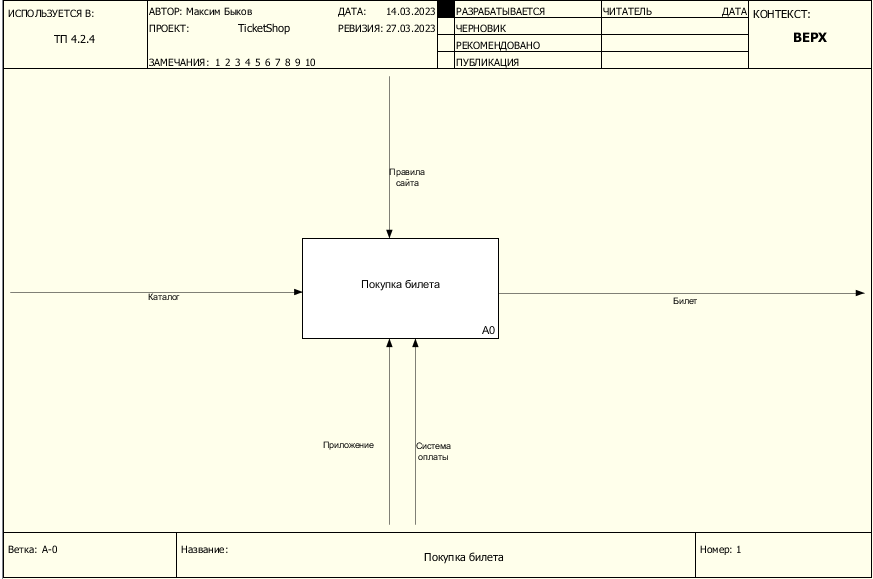 ИСПОЛЬЗУЕТСЯ В:
ТП 4.2.4
АВТОР: Максим Быков
ДАТА: 14.03.2023
ПРОЕКТ: TicketShop
РЕВИЗИЯ: 27.03.2023
ЗАМЕЧАНИЯ: 1 2 3 4 5 6 7 8 9 10
РАЗРАБАТЫВАЕТСЯ
ЧЕРНОВИК
РЕКОМЕНДОВАНО
ПУБЛИКАЦИЯ
ЧИТАТЕЛЬ ДАТА
КОНТЕКСТ:
ВЕРХ
Правила
сайта
Каталог
Покупка билета
A0
Билет
Приложение
Система
оплаты
Ветка: A-0
Название:
Покупка билета
Номер: 1